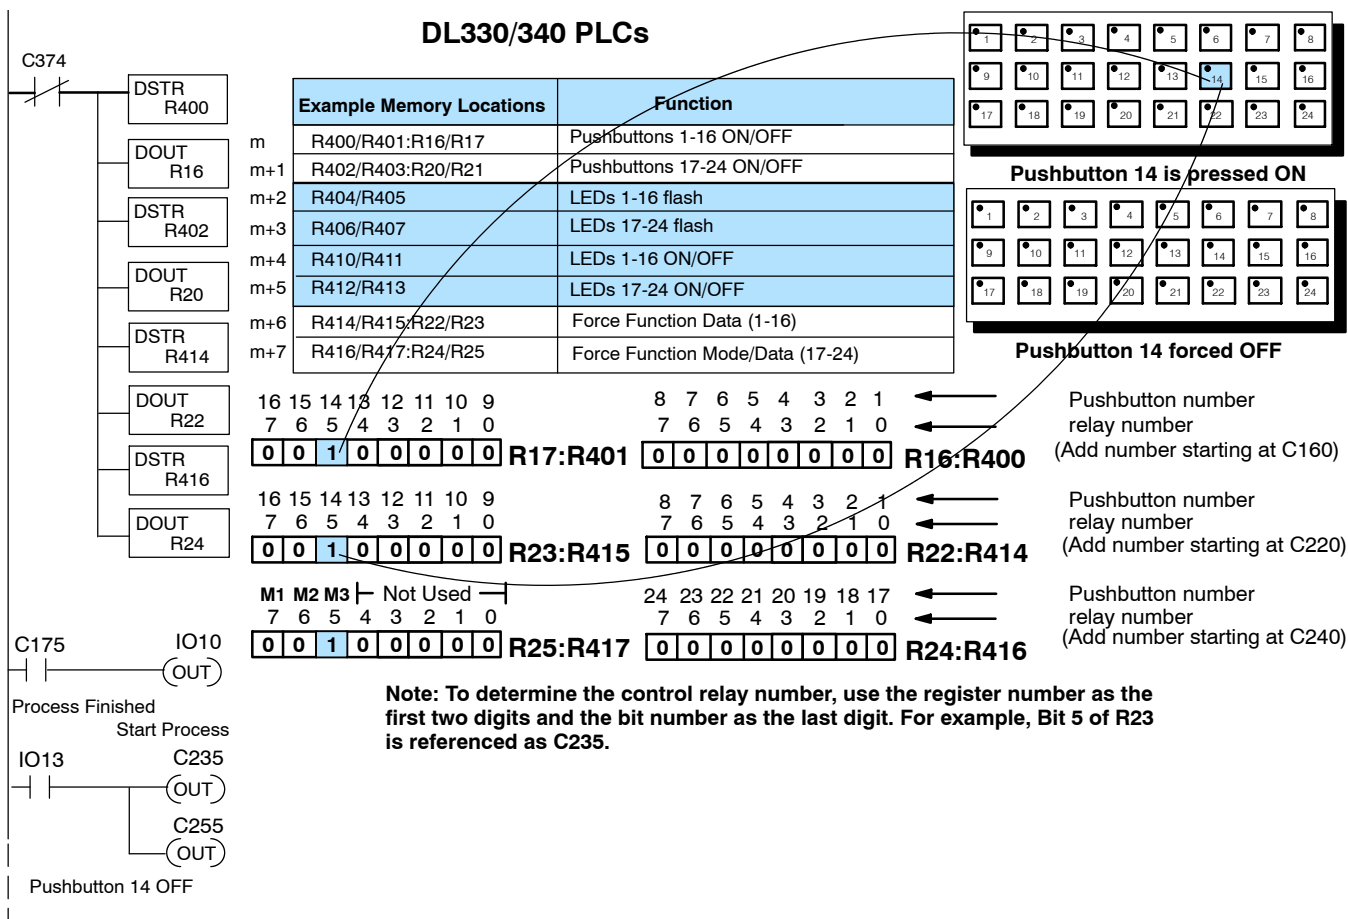 DL330/340 PLCs
C374
DSTR
R400
DOUT
R16
DSTR
R402
DOUT
R20
DSTR
R414
DOUT
R22
DSTR
R416
DOUT
R24
Example Memory Locations Function
m R400/R401:R16/R17 Pushbuttons 1-16 ON/OFF
m+1 R402/R403:R20/R21 Pushbuttons 17-24 ON/OFF
m+2 R404/R405 LEDs 1-16 flash
m+3 R406/R407 LEDs 17-24 flash
m+4 R410/R411 LEDs 1-16 ON/OFF
m+5 R412/R413 LEDs 17-24 ON/OFF
m+6 R414/R415:R22/R23 Force Function Data (1-16)
m+7 R416/R417:R24/R25 Force Function Mode/Data (17-24)
1 2 3 4 5 6 7 8
9 10 11 12 13 14 15 16
17 18 19 20 21 22 23 24
Pushbutton 14 is pressed ON
1 2 3 4 5 6 7 8
9 10 11 12 13 14 15 16
17 18 19 20 21 22 23 24
Pushbutton 14 forced OFF
16 15 14 13 12 11 10 9 8 7 6 5 4 3 2 1 Pushbutton number
7 6 5 4 3 2 1 0 7 6 5 4 3 2 1 0 relay number
0 0 1 0 0 0 0 0 R17:R401 0 0 0 0 0 0 0 0 R16:R400 (Add number starting at C160)
16 15 14 13 12 11 10 9 8 7 6 5 4 3 2 1 Pushbutton number
7 6 5 4 3 2 1 0 7 6 5 4 3 2 1 0 relay number
0 0 1 0 0 0 0 0 R23:R415 0 0 0 0 0 0 0 0 R22:R414 (Add number starting at C220)
M1 M2 M3 Not Used 24 23 22 21 20 19 18 17 Pushbutton number
7 6 5 4 3 2 1 0 7 6 5 4 3 2 1 0 relay number
0 0 1 0 0 0 0 0 R25:R417 0 0 0 0 0 0 0 0 R24:R416 (Add number starting at C240)
Note: To determine the control relay number, use the register number as the
first two digits and the bit number as the last digit. For example, Bit 5 of R23
is referenced as C235.
C175 IO10
OUT
Process Finished
Start Process
IO13 C235
OUT
C255
OUT
Pushbutton 14 OFF